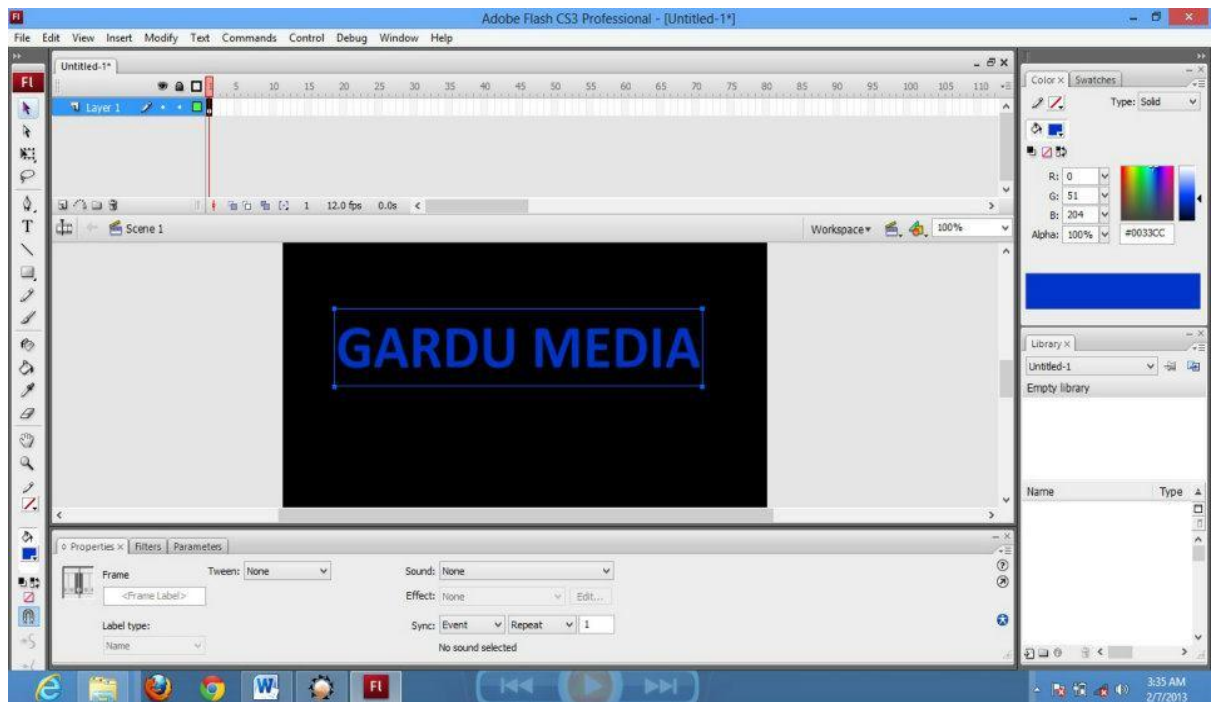 Fl
Adobe Flash CS3 Professional - [Untitled-1*]
File Edit View Insert Modify Text Commands Control Debug Window Help
Untitled-1*
Fl
5 10 15 20 25 30 35 40 45 50 55 60 65 70 75 80 85 90 95 100 105 110
Layer 1
1 12.0 fps 0.0s
Scene 1
Workspace
100%
GARDU MEDIA
Properties × Filters Parameters
Frame
<Frame Label>
Label type:
Name
Tween: None
Sound: None
Effect: None Edit...
Sync: Event Repeat 1
No sound selected
Color × Swatches
Type: Solid
R: 0
G: 51
B: 204
Alpha: 100% #0033CC
Library ×
Untitled-1
Empty library
Name Type
W
Fl
3:35 AM
2/7/2013